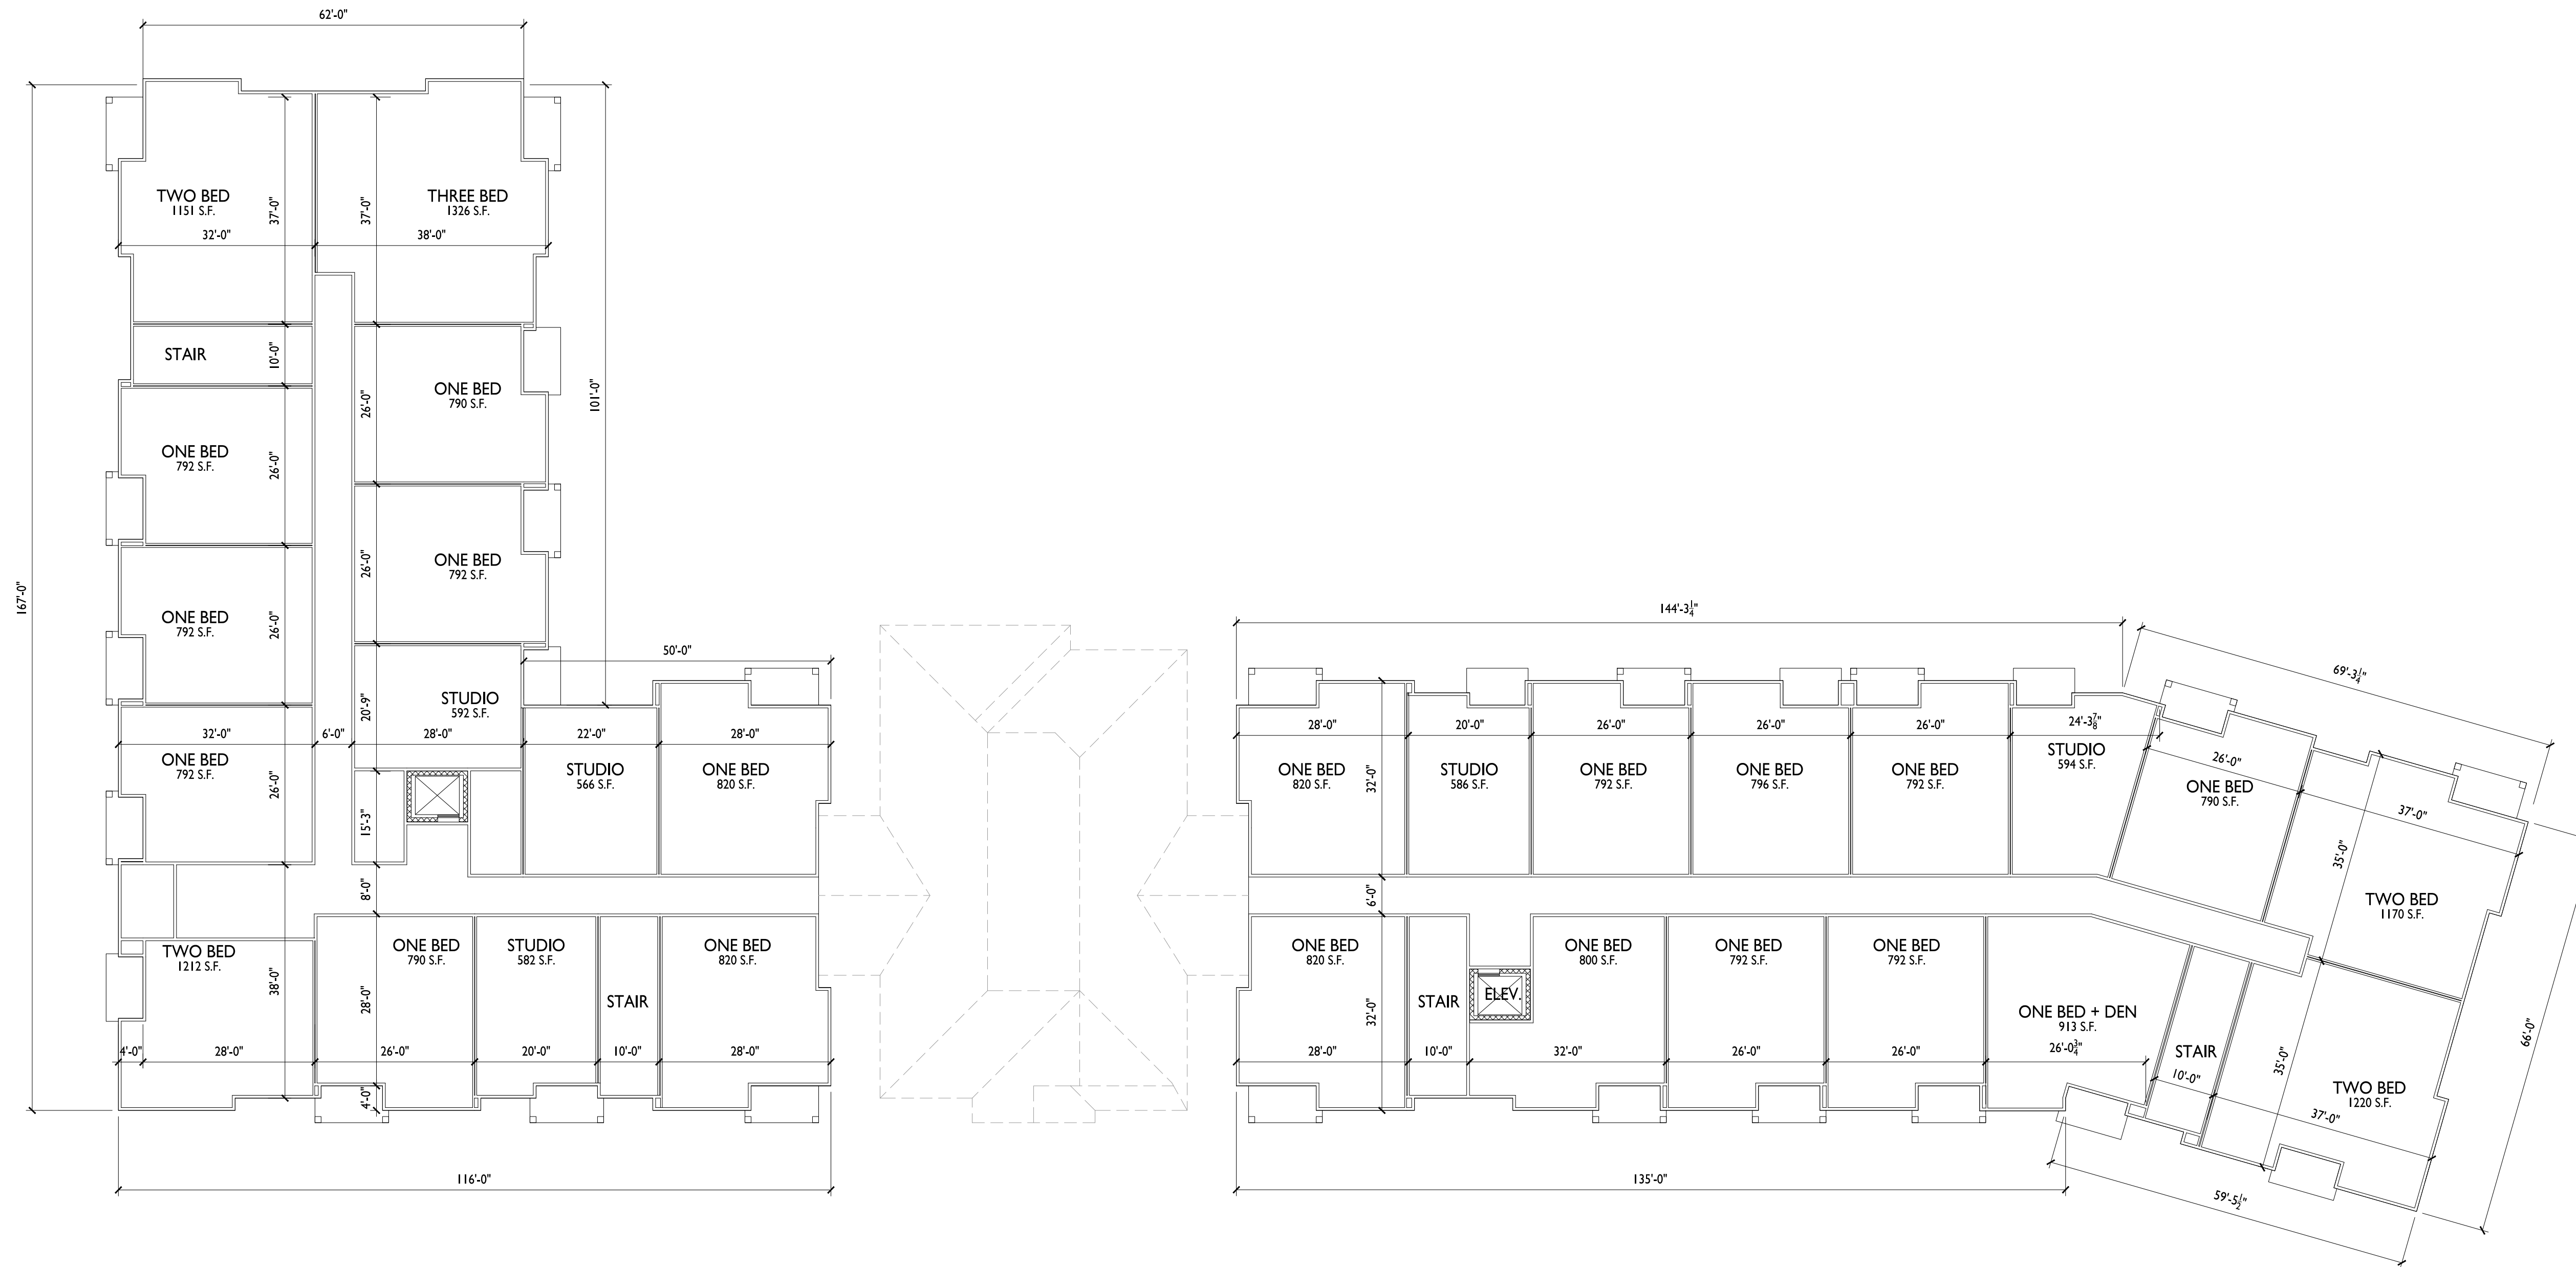 62'-0"
167'-0"
101'-0"
TWO BED
1151 S.F.
37'-0"
32'-0"
THREE BED
1326 S.F.
37'-0"
38'-0"
STAIR
10'-0"
ONE BED
790 S.F.
26'-0"
ONE BED
792 S.F.
26'-0"
ONE BED
792 S.F.
26'-0"
ONE BED
792 S.F.
26'-0"
STUDIO
592 S.F.
20'-9"
50'-0"
32'-0"
6'-0"
28'-0"
22'-0"
28'-0"
ONE BED
792 S.F.
26'-0"
STUDIO
566 S.F.
ONE BED
820 S.F.
15'-3"
8'-0"
TWO BED
1212 S.F.
38'-0"
ONE BED
790 S.F.
28'-0"
STUDIO
582 S.F.
STAIR
ONE BED
820 S.F.
4'-0"
28'-0"
26'-0"
20'-0"
10'-0"
28'-0"
4'-0"
116'-0"
144'-3 1/4"
69'-3 1/4"
28'-0"
20'-0"
26'-0"
26'-0"
26'-0"
24'-3 7/8"
32'-0"
ONE BED
820 S.F.
STUDIO
586 S.F.
ONE BED
792 S.F.
ONE BED
796 S.F.
ONE BED
792 S.F.
STUDIO
594 S.F.
26'-0"
ONE BED
790 S.F.
37'-0"
35'-0"
TWO BED
1170 S.F.
6'-0"
ONE BED
820 S.F.
32'-0"
STAIR
ELEV.
ONE BED
800 S.F.
ONE BED
792 S.F.
ONE BED
792 S.F.
ONE BED + DEN
913 S.F.
STAIR
35'-0"
TWO BED
1220 S.F.
66'-0"
28'-0"
10'-0"
32'-0"
26'-0"
26'-0"
26'-0 3/4"
10'-0"
37'-0"
135'-0"
59'-5 1/2"